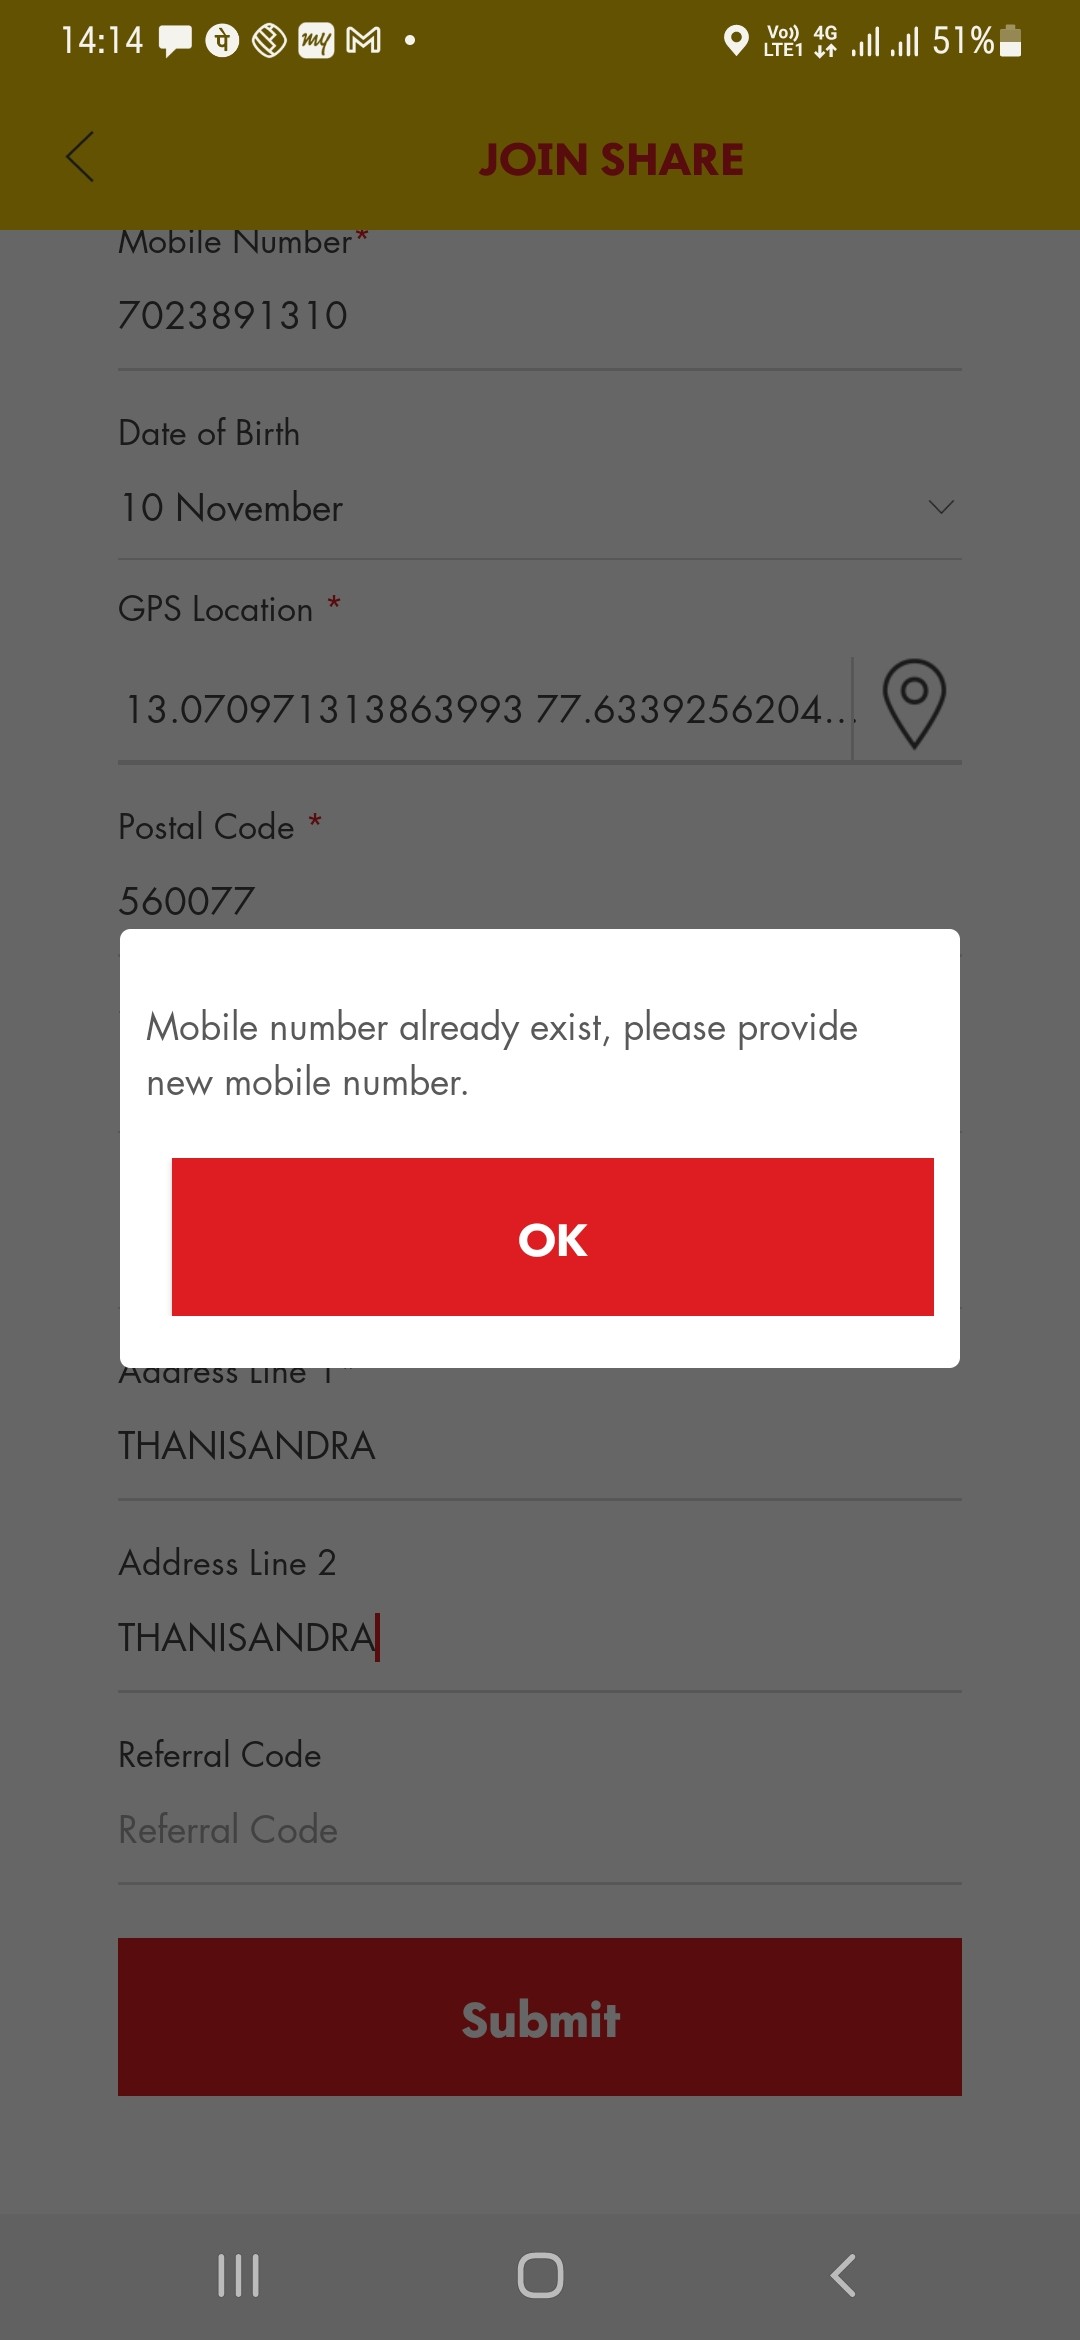 14:14 पे my Vo)) LTE1 4G 51%
JOIN SHARE
Mobile Number*
7023891310
Date of Birth
10 November
GPS Location *
13.070971313863993 77.6339256204...
Postal Code *
560077
Mobile number already exist, please provide
new mobile number.
OK
Address Line 1*
THANISANDRA
Address Line 2
THANISANDRA
Referral Code
Referral Code
Submit